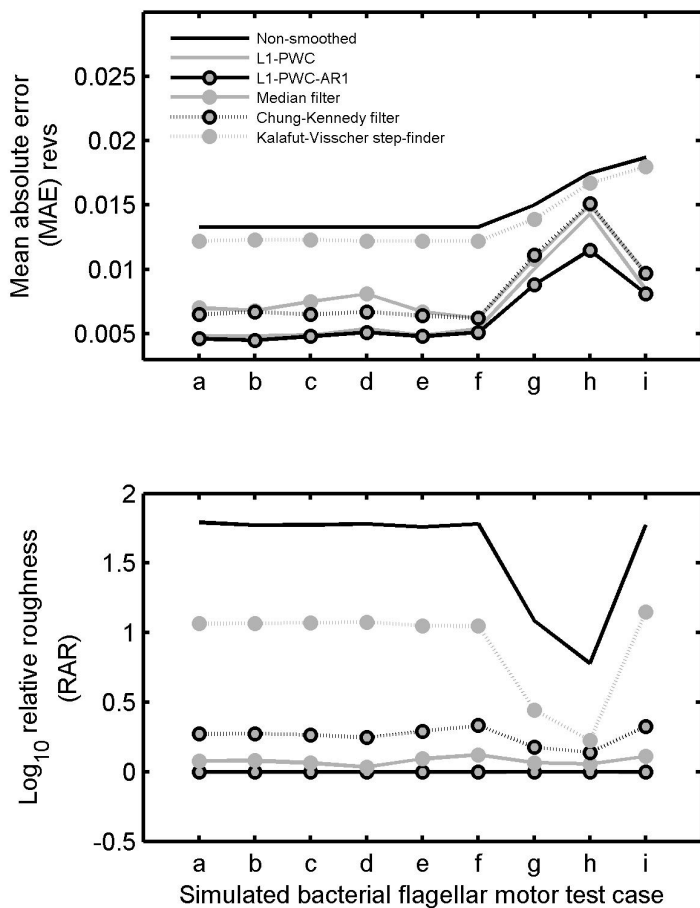 Non-smoothed
L1-PWC
L1-PWC-AR1
Median filter
Chung-Kennedy filter
Kalafut-Visscher step-finder
Mean absolute error
(MAE) revs
0.025
0.02
0.015
0.01
0.005
a b c d e f g h i
Log10 relative roughness
(RAR)
2
1.5
1
0.5
0
-0.5
a b c d e f g h i
Simulated bacterial flagellar motor test case